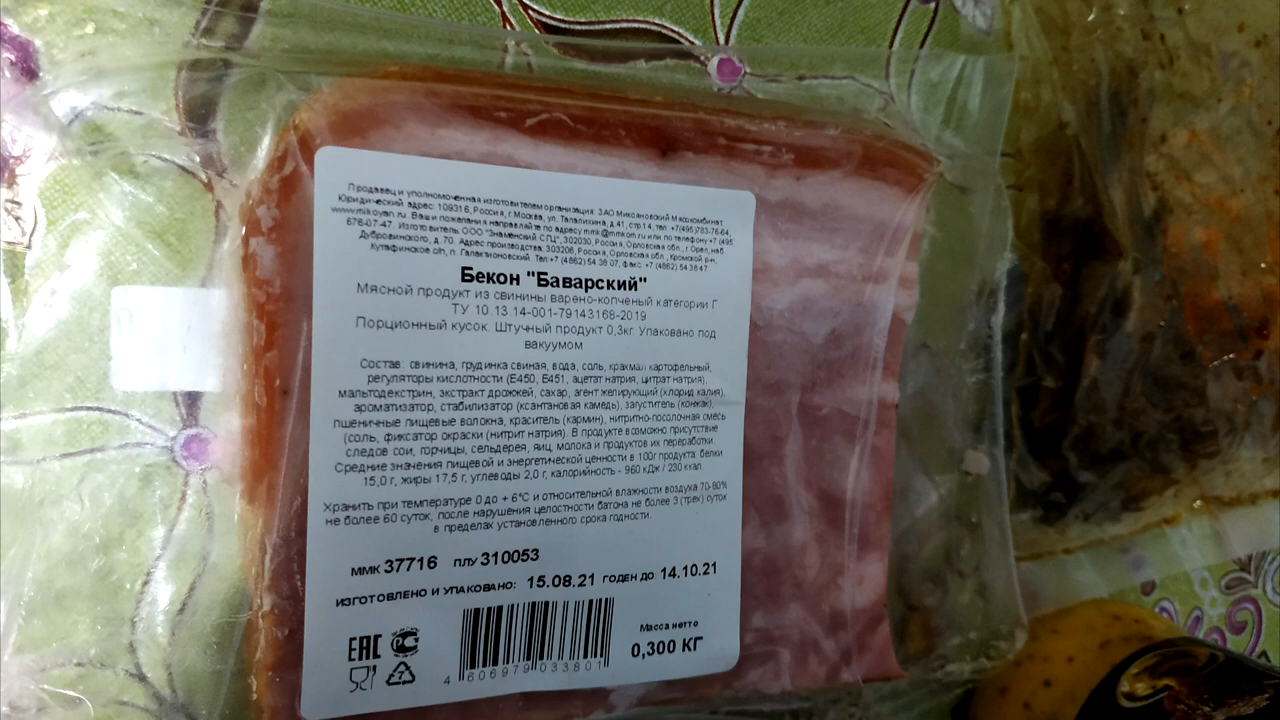 Продавец и уполномоченная изготовителем организация: ЗАО Микояновский Мясокомбинат.
Юридический адрес: 109316, Россия, г. Москва, ул. Талалихина, д.41, стр.14, тел. +7(495)783-76-64,
www.mikoyan.ru. Ваши пожелания направляйте по адресу mmk@mmkom.ru или по телефону +7 (495
676-07-47. Изготовитель: ООО "Знаменский СГЦ", 302030, Россия, Орловская обл., г.Орел, наб.
Дубровинского, д. 70. Адрес производства: 303206, Россия, Орловская обл., Кромской р-н,
Кутафинское с/п, п. Галактионовский. Тел.+7 (4862) 54 38 07, факс: +7 (4862) 54 38 47
Бекон "Баварский"
Мясной продукт из свинины варено-копченый категории Г
ТУ 10.13.14-001-79143168-2019
Порционный кусок. Штучный продукт 0,3кг. Упаковано под
вакуумом
Состав: свинина, грудинка свиная, вода, соль, крахмал картофельный,
регуляторы кислотности (Е450, Е451, ацетат натрия, цитрат натрия),
мальтодекстрин, экстракт дрожжей, сахар, агент желирующий (хлорид калия),
ароматизатор, стабилизатор (ксантановая камедь), загуститель (конжак),
пшеничные пищевые волокна, краситель (кармин), нитритно-посолочная смесь
(соль, фиксатор окраски (нитрит натрия). В продукте возможно присутствие
следов сои, горчицы, сельдерея, яиц, молока и продуктов их переработки.
Средние значения пищевой и энергетической ценности в 100г продукта: белки
15,0 г, жиры 17,5 г, углеводы 2,0 г, калорийность - 960 кДж / 230 ккал.
Хранить при температуре 0 до + 6°С и относительной влажности воздуха 70-80%
не более 60 суток, после нарушения целостности батона не более 3 (трех) суток
в пределах установленного срока годности.
ММК 37716 ПЛУ 310053
ИЗГОТОВЛЕНО И УПАКОВАНО: 15.08.21 ГОДЕН ДО 14.10.21
ЕАС
Масса нетто
0,300 КГ
7
4 606979 033801